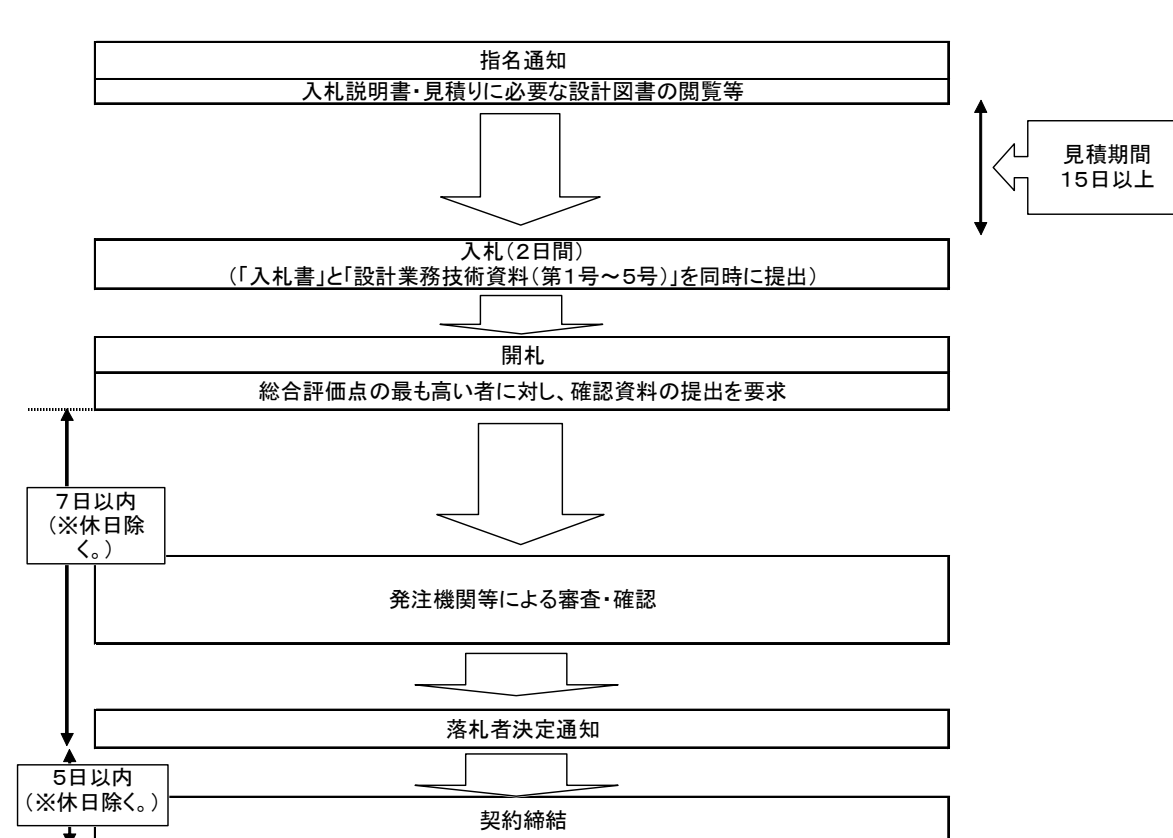 指名通知
入札説明書・見積りに必要な設計図書の閲覧等
見積期間
15日以上
入札(2日間)
(「入札書」と「設計業務技術資料(第1号～5号)」を同時に提出)
開札
総合評価点の最も高い者に対し、確認資料の提出を要求
7日以内
(※休日除
く。)
発注機関等による審査・確認
落札者決定通知
5日以内
(※休日除く。)
契約締結